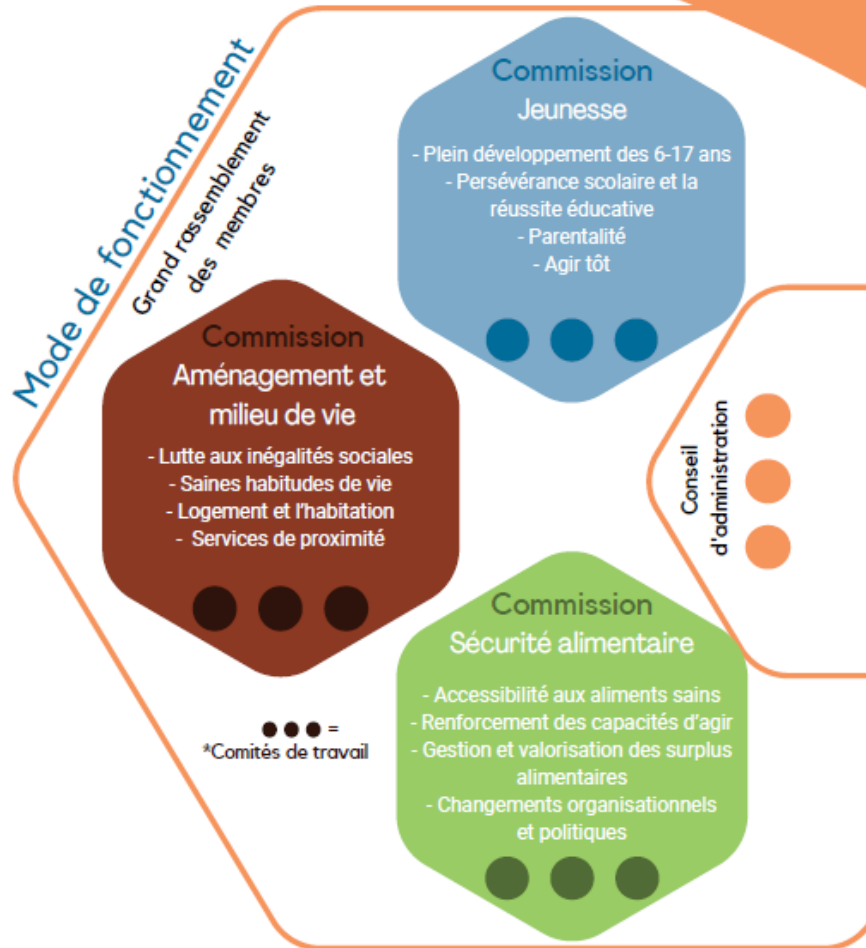 Mode de fonctionnement
Grand rassemblement
des membres
Commission
Jeunesse
- Plein développement des 6-17 ans
- Persévérance scolaire et la
réussite éducative
- Parentalité
- Agir tôt
Commission
Aménagement et
milieu de vie
- Lutte aux inégalités sociales
- Saines habitudes de vie
- Logement et l'habitation
- Services de proximité
Conseil
d'administration
Commission
Sécurité alimentaire
- Accessibilité aux aliments sains
- Renforcement des capacités d'agir
- Gestion et valorisation des surplus
alimentaires
- Changements organisationnels
et politiques
=
*Comités de travail